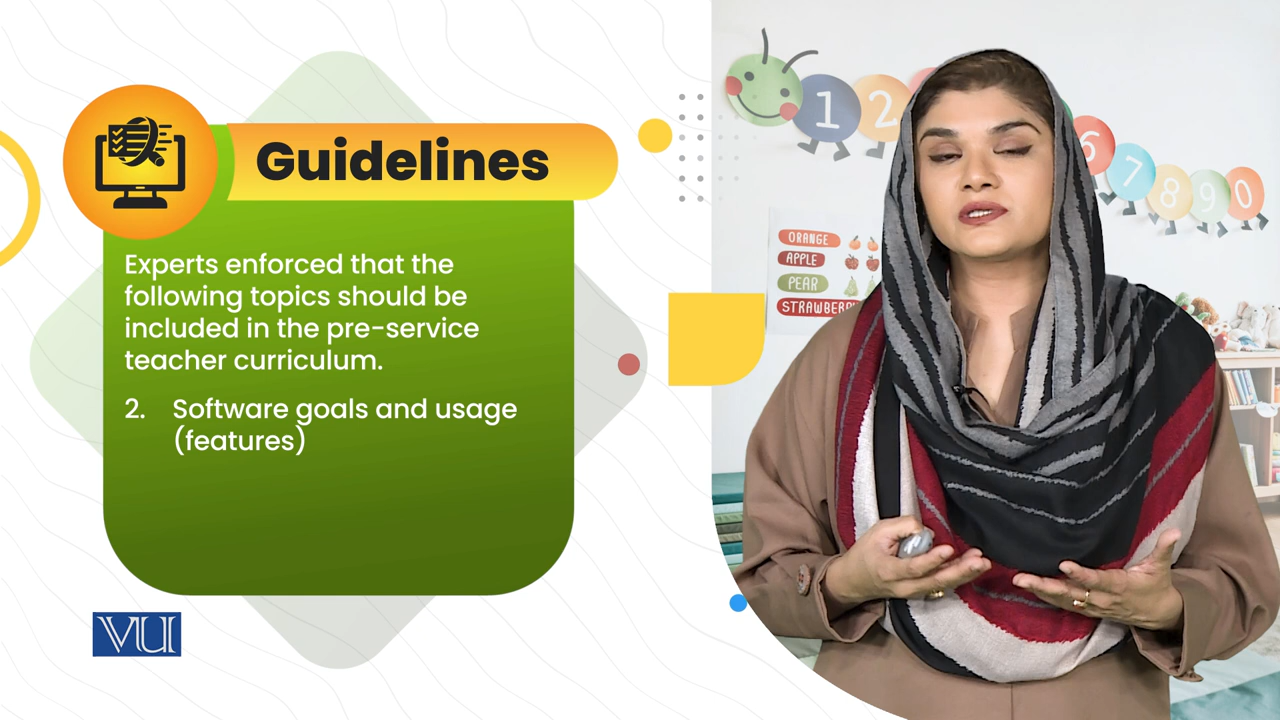 Guidelines
Experts enforced that the
following topics should be
included in the pre-service
teacher curriculum.
2. Software goals and usage
(features)
VU
1 2 6 7 8 9 0
ORANGE
APPLE
PEAR